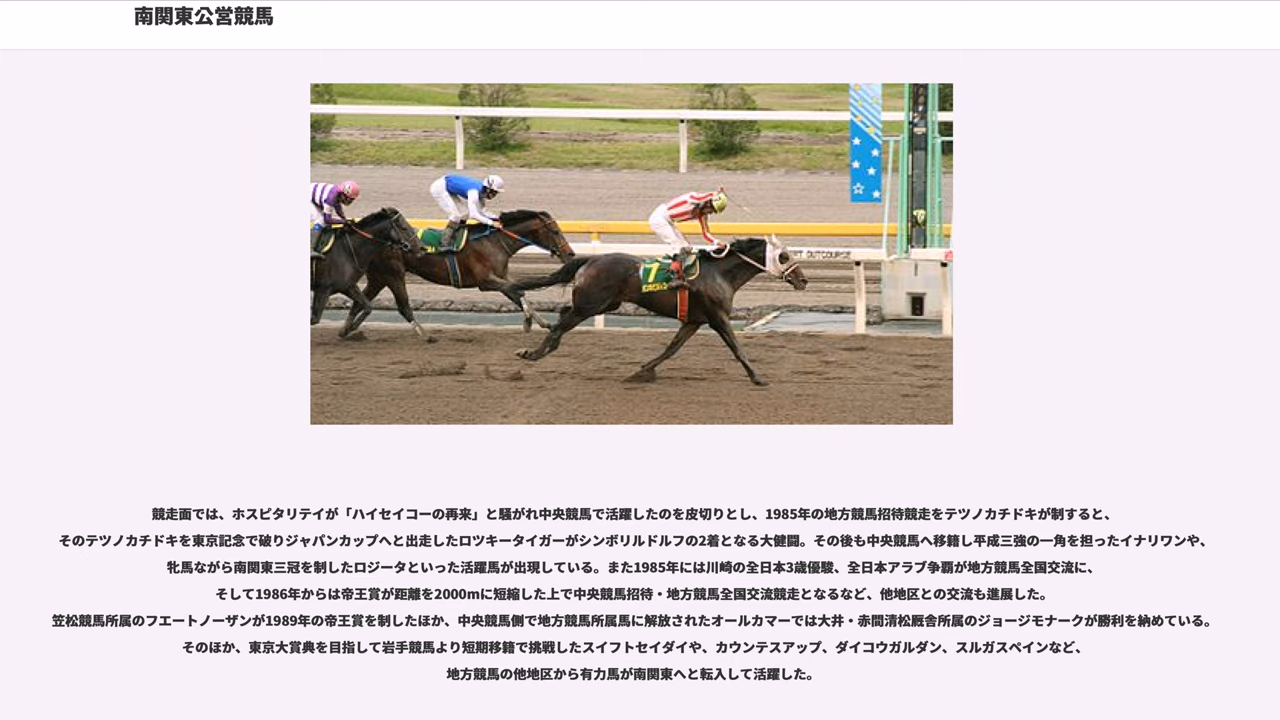 南関東公営競馬
7
OUTCOURSE
競走面では、ホスピタリテイが「ハイセイコーの再来」と騒がれ中央競馬で活躍したのを皮切りとし、1985年の地方競馬招待競走をテツノカチドキが制すると、
そのテツノカチドキを東京記念で破りジャパンカップへと出走したロツキータイガーがシンボリルドルフの2着となる大健闘。その後も中央競馬へ移籍し平成三強の一角を担ったイナリワンや、
牝馬ながら南関東三冠を制したロジータといった活躍馬が出現している。また1985年には川崎の全日本3歳優駿、全日本アラブ争覇が地方競馬全国交流に、
そして1986年からは帝王賞が距離を2000mに短縮した上で中央競馬招待・地方競馬全国交流競走となるなど、他地区との交流も進展した。
笠松競馬所属のフエートノーザンが1989年の帝王賞を制したほか、中央競馬側で地方競馬所属馬に解放されたオールカマーでは大井・赤間清松厩舎所属のジョージモナークが勝利を納めている。
そのほか、東京大賞典を目指して岩手競馬より短期移籍で挑戦したスイフトセイダイや、カウンテスアップ、ダイコウガルダン、スルガスペインなど、
地方競馬の他地区から有力馬が南関東へと転入して活躍した。